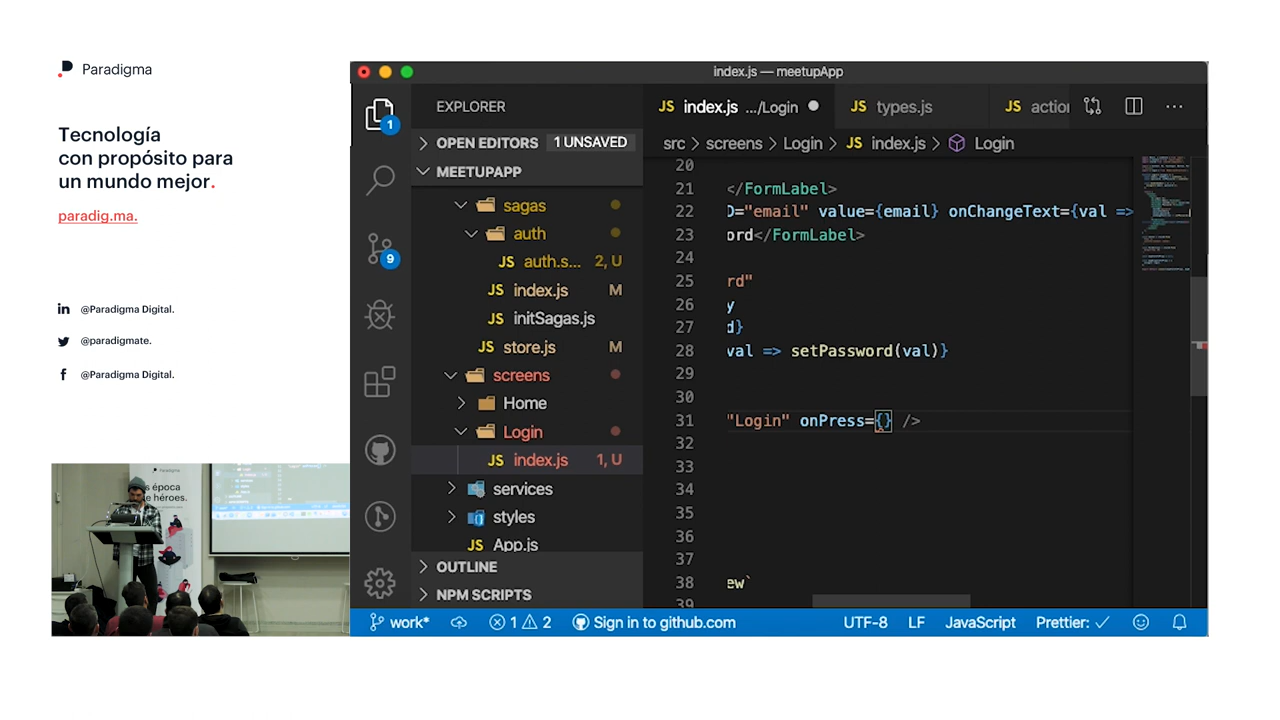 Paradigma
Tecnología
con propósito para
un mundo mejor.
paradig.ma.
@Paradigma Digital.
@paradigmate.
@Paradigma Digital.
época
héroes.
index.js — meetupApp
EXPLORER
OPEN EDITORS 1 UNSAVED
MEETUPAPP
sagas
auth
JS auth.s... 2, U
JS index.js M
JS initSagas.js
JS store.js M
screens
Home
Login
JS index.js 1, U
services
styles
JS App.js
OUTLINE
NPM SCRIPTS
1
9
JS index.js .../Login JS types.js JS action
src > screens > Login > JS index.js > Login
20
21 </FormLabel>
22 D="email" value={email} onChangeText={val =>
23 ord</FormLabel>
24
25 rd"
26 y
27 d}
28 val => setPassword(val)}
29
30
31 "Login" onPress={} />
32
33
34
35
36
37
38 ew`
39
work* 1 2 Sign in to github.com UTF-8 LF JavaScript Prettier: ✓